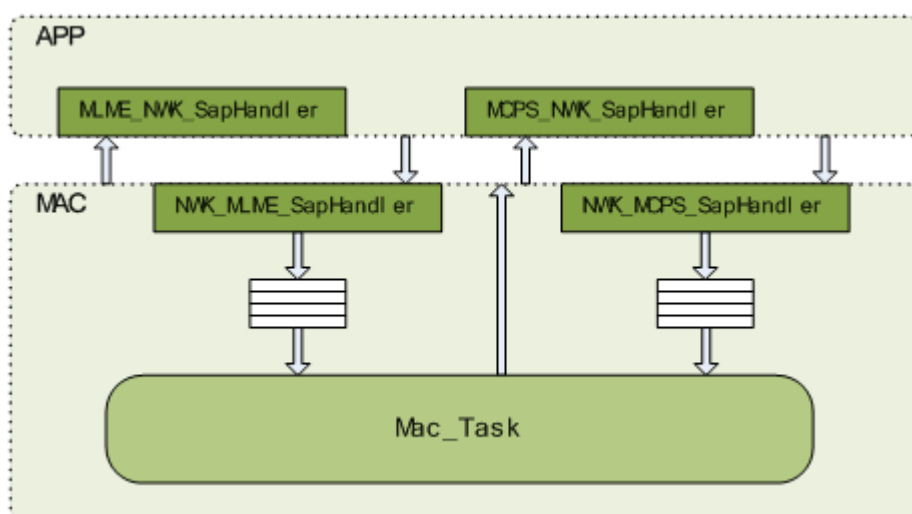 APP
MLME_NWK_SapHandler
MCPS_NWK_SapHandler
MAC
NWK_MLME_SapHandler
NWK_MCPS_SapHandler
Mac_Task